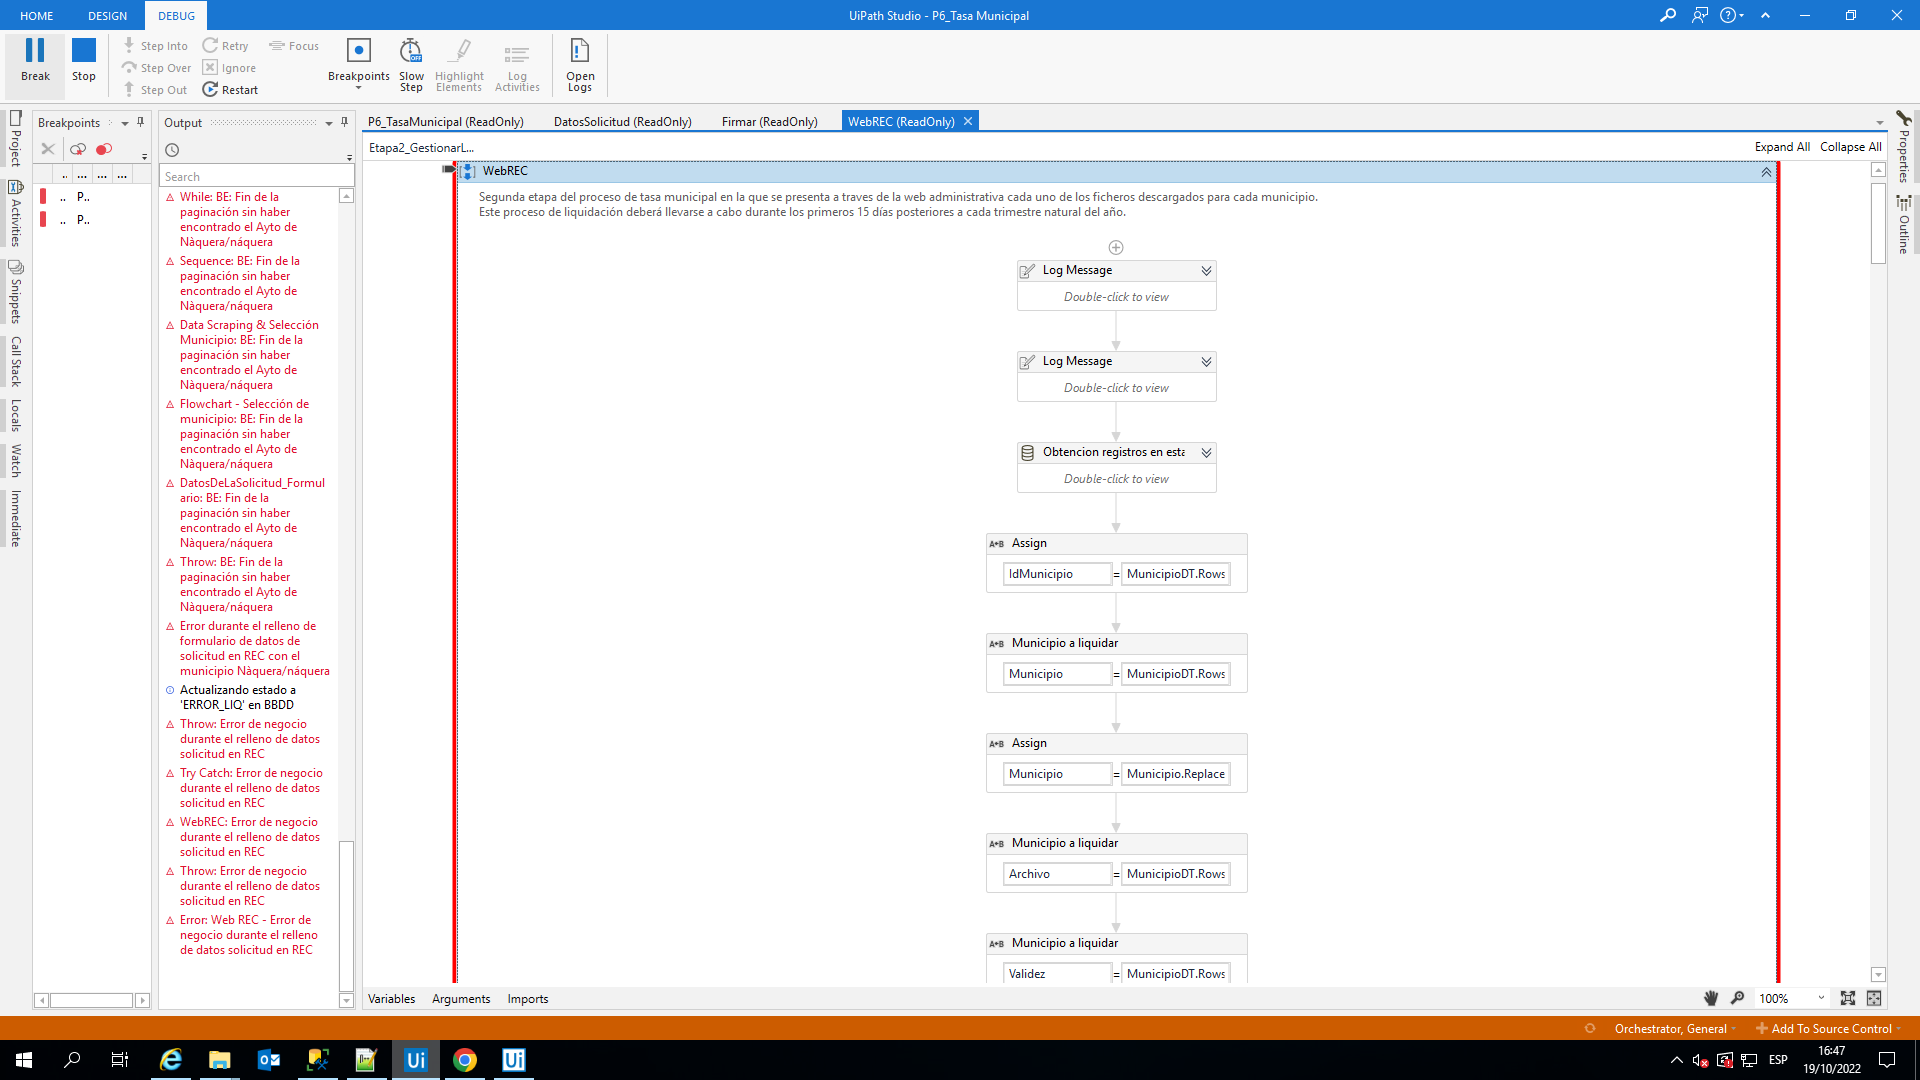 HOME
DESIGN
DEBUG
UiPath Studio - P6_Tasa Municipal
Break
Stop
Step Into
Step Over
Step Out
Retry
Ignore
Restart
Focus
Breakpoints
Slow
Step
Highlight
Elements
Log
Activities
Open
Logs
Project
Activities
Snippets
Call Stack
Locals
Watch
Immediate
Breakpoints
.. ... ... ...
.. P..
.. P..
Output
Search
While: BE: Fin de la
paginación sin haber
encontrado el Ayto de
Nàquera/náquera
Sequence: BE: Fin de la
paginación sin haber
encontrado el Ayto de
Nàquera/náquera
Data Scraping & Selección
Municipio: BE: Fin de la
paginación sin haber
encontrado el Ayto de
Nàquera/náquera
Flowchart - Selección de
municipio: BE: Fin de la
paginación sin haber
encontrado el Ayto de
Nàquera/náquera
DatosDeLaSolicitud_Formul
ario: BE: Fin de la
paginación sin haber
encontrado el Ayto de
Nàquera/náquera
Throw: BE: Fin de la
paginación sin haber
encontrado el Ayto de
Nàquera/náquera
Error durante el relleno de
formulario de datos de
solicitud en REC con el
municipio Nàquera/náquera
Actualizando estado a
'ERROR_LIQ' en BBDD
Throw: Error de negocio
durante el relleno de datos
solicitud en REC
Try Catch: Error de negocio
durante el relleno de datos
solicitud en REC
WebREC: Error de negocio
durante el relleno de datos
solicitud en REC
Throw: Error de negocio
durante el relleno de datos
solicitud en REC
Error: Web REC - Error de
negocio durante el relleno
de datos solicitud en REC
P6_TasaMunicipal (ReadOnly)
DatosSolicitud (ReadOnly)
Firmar (ReadOnly)
WebREC (ReadOnly)
Etapa2_GestionarL...
Expand All
Collapse All
WebREC
Segunda etapa del proceso de tasa municipal en la que se presenta a traves de la web administrativa cada uno de los ficheros descargados para cada municipio.
Este proceso de liquidación deberá llevarse a cabo durante los primeros 15 días posteriores a cada trimestre natural del año.
Log Message
Double-click to view
Log Message
Double-click to view
Obtencion registros en esta
Double-click to view
A+B Assign
IdMunicipio = MunicipioDT.Rows
A+B Municipio a liquidar
Municipio = MunicipioDT.Rows
A+B Assign
Municipio = Municipio.Replace
A+B Municipio a liquidar
Archivo = MunicipioDT.Rows
A+B Municipio a liquidar
Validez = MunicipioDT.Rows
Variables
Arguments
Imports
100%
Properties
Outline
Orchestrator, General
Add To Source Control
Ui
Ui
ESP
16:47
19/10/2022